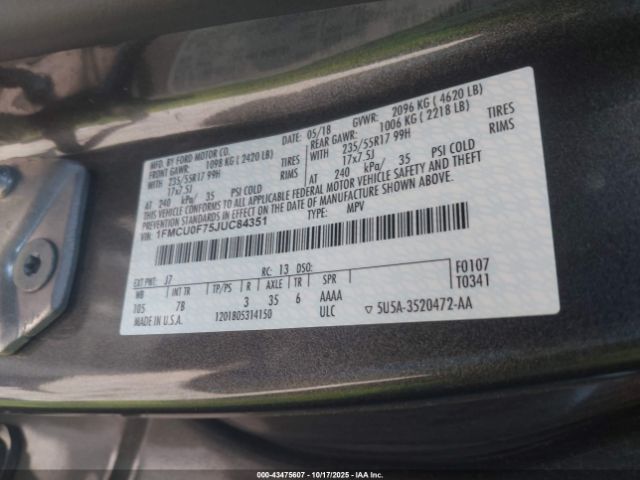 MFD. BY FORD MOTOR CO.
DATE: 05/18 GVWR: 2096 KG ( 4620 LB)
FRONT GAWR: 1098 KG ( 2420 LB)
REAR GAWR: 1006 KG ( 2218 LB)
WITH 235/55R17 99H TIRES
WITH 235/55R17 99H TIRES
17x7.5J RIMS
17x7.5J RIMS
AT 240 kPa/ 35 PSI COLD
AT 240 kPa/ 35 PSI COLD
THIS VEHICLE CONFORMS TO ALL APPLICABLE FEDERAL MOTOR VEHICLE SAFETY AND THEFT
PREVENTION STANDARDS IN EFFECT ON THE DATE OF MANUFACTURE SHOWN ABOVE.
1FMCU0F75JUC84351
TYPE: MPV
EXT PNT: J7 RC: 13 DSO:
F0107
T0341
WB INT TR TP/PS R AXLE TR SPR
105 7B 3 35 6 AAAA
MADE IN U.S.A. 1201805314150 ULC
▽ 5U5A-3520472-AA
Owner: 43475607 - 10/17/2025 - IAA Inc.